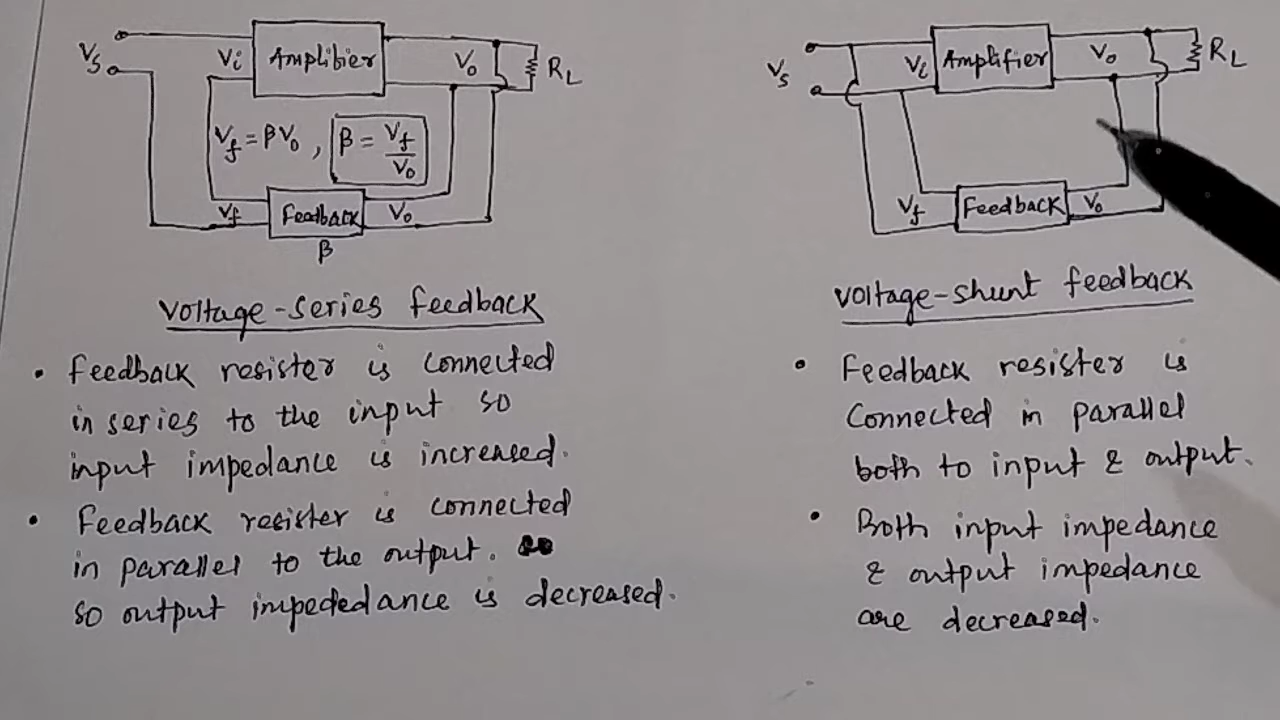 Vs
Vi
Amplifier
Vo
RL
Vf = βVo , β = Vf/Vo
Vf
Feedback
Vo
β
Voltage-series feedback
• Feedback resister is connected
in series to the input so
input impedance is increased.
• Feedback resister is connected
in parallel to the output.
so output impededance is decreased.
Vs
Vi
Amplifier
Vo
RL
Vf
Feedback
Vo
Voltage-shunt feedback
• Feedback resister is
Connected in parallel
both to input & output.
• Both input impedance
& output impedance
are decreased.